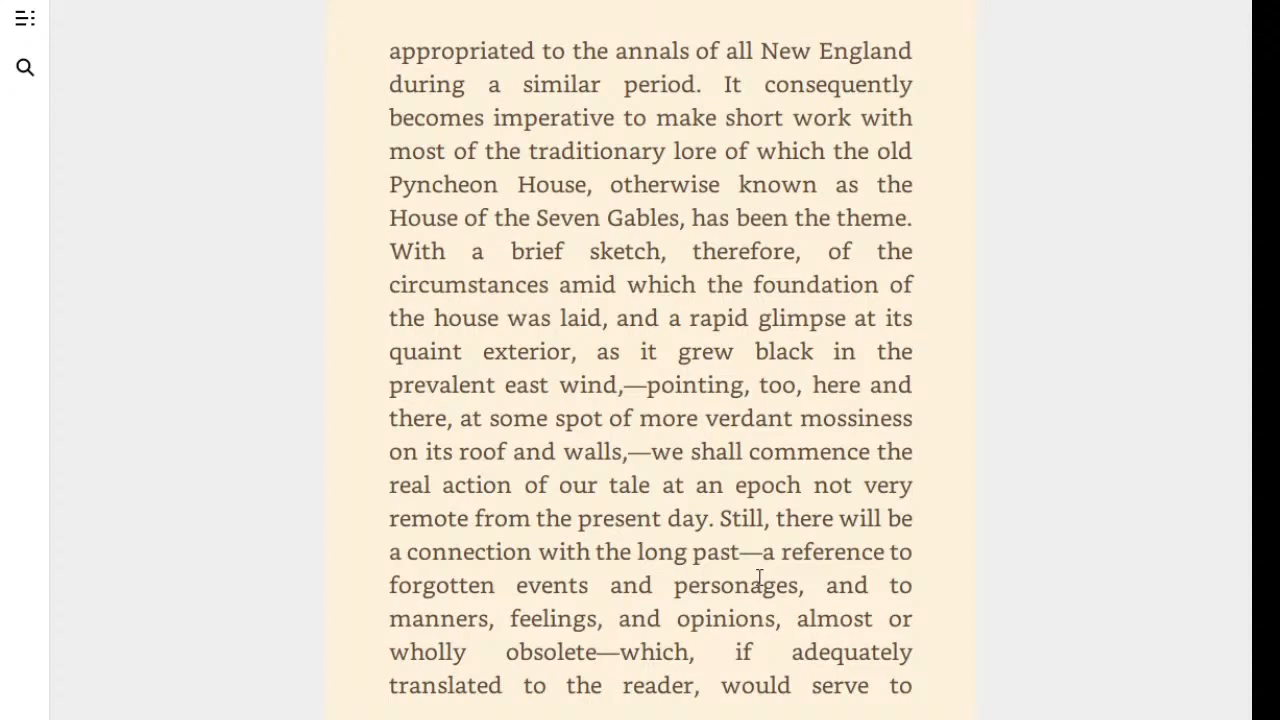 appropriated to the annals of all New England
during a similar period. It consequently
becomes imperative to make short work with
most of the traditionary lore of which the old
Pyncheon House, otherwise known as the
House of the Seven Gables, has been the theme.
With a brief sketch, therefore, of the
circumstances amid which the foundation of
the house was laid, and a rapid glimpse at its
quaint exterior, as it grew black in the
prevalent east wind,—pointing, too, here and
there, at some spot of more verdant mossiness
on its roof and walls,—we shall commence the
real action of our tale at an epoch not very
remote from the present day. Still, there will be
a connection with the long past—a reference to
forgotten events and personages, and to
manners, feelings, and opinions, almost or
wholly obsolete—which, if adequately
translated to the reader, would serve to